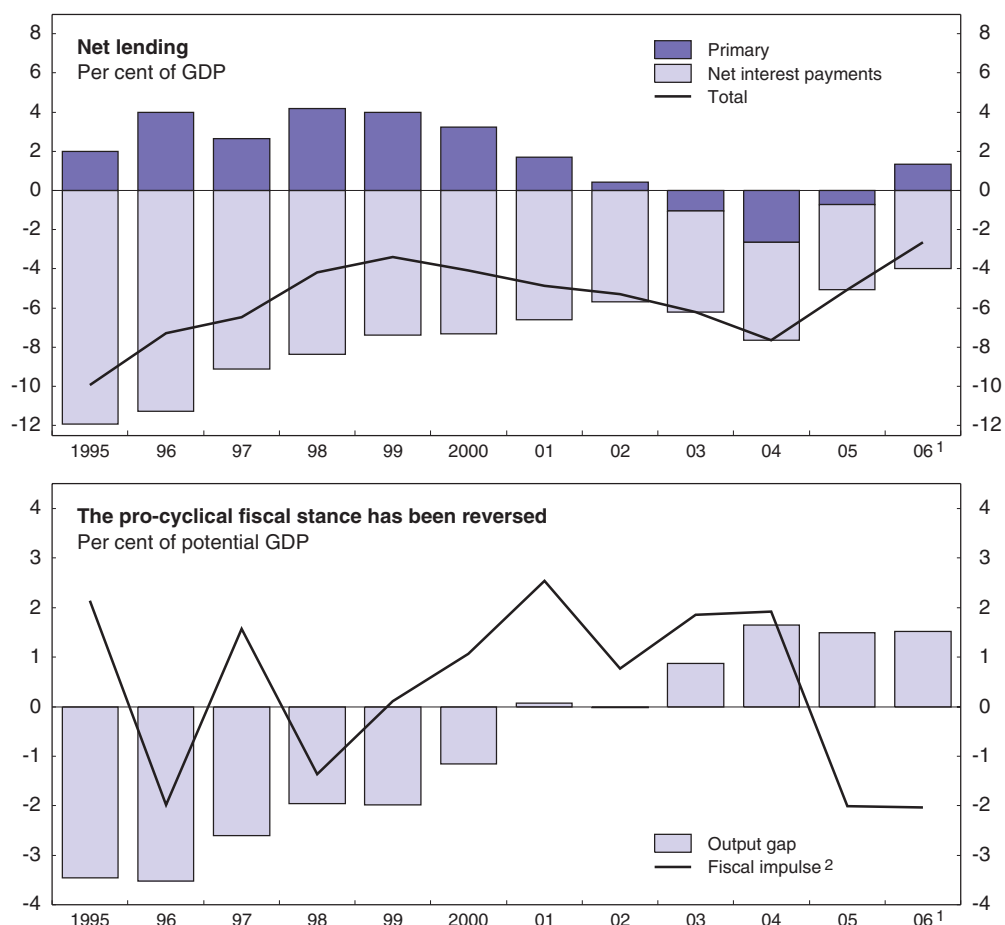 Net lending
Per cent of GDP
Primary
Net interest payments
Total
8 8
6 6
4 4
2 2
0 0
-2 -2
-4 -4
-6 -6
-8 -8
-10 -10
-12 -12
1995 96 97 98 99 2000 01 02 03 04 05 06 1
The pro-cyclical fiscal stance has been reversed
Per cent of potential GDP
4 4
3 3
2 2
1 1
0 0
-1 -1
-2 -2
-3 -3
-4 -4
Output gap
Fiscal impulse 2
1995 96 97 98 99 2000 01 02 03 04 05 06 1